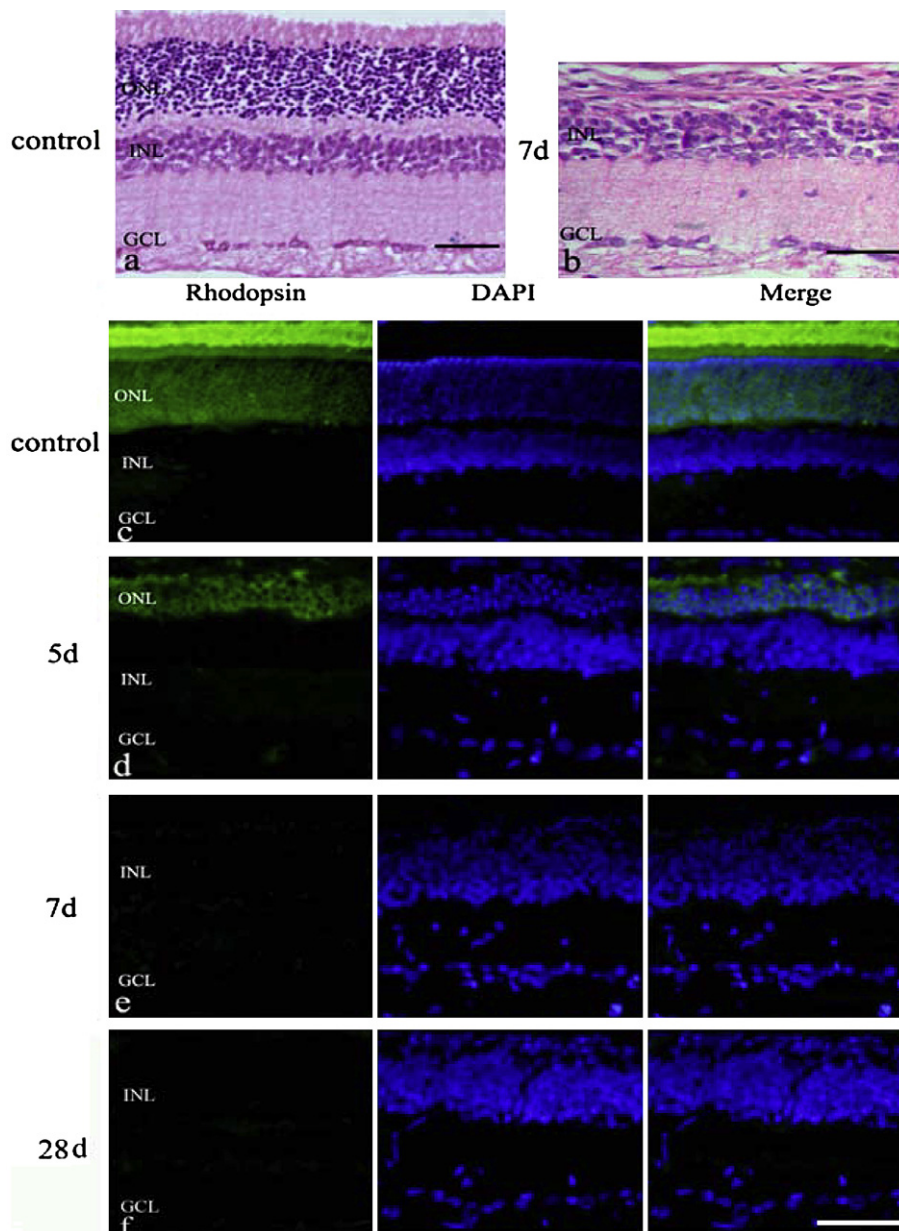 control
ONL
INL
GCL
a
7d
INL
GCL
b
Rhodopsin DAPI Merge
control
ONL
INL
GCL
c
5d
ONL
INL
GCL
d
7d
INL
GCL
e
28d
INL
GCL
f